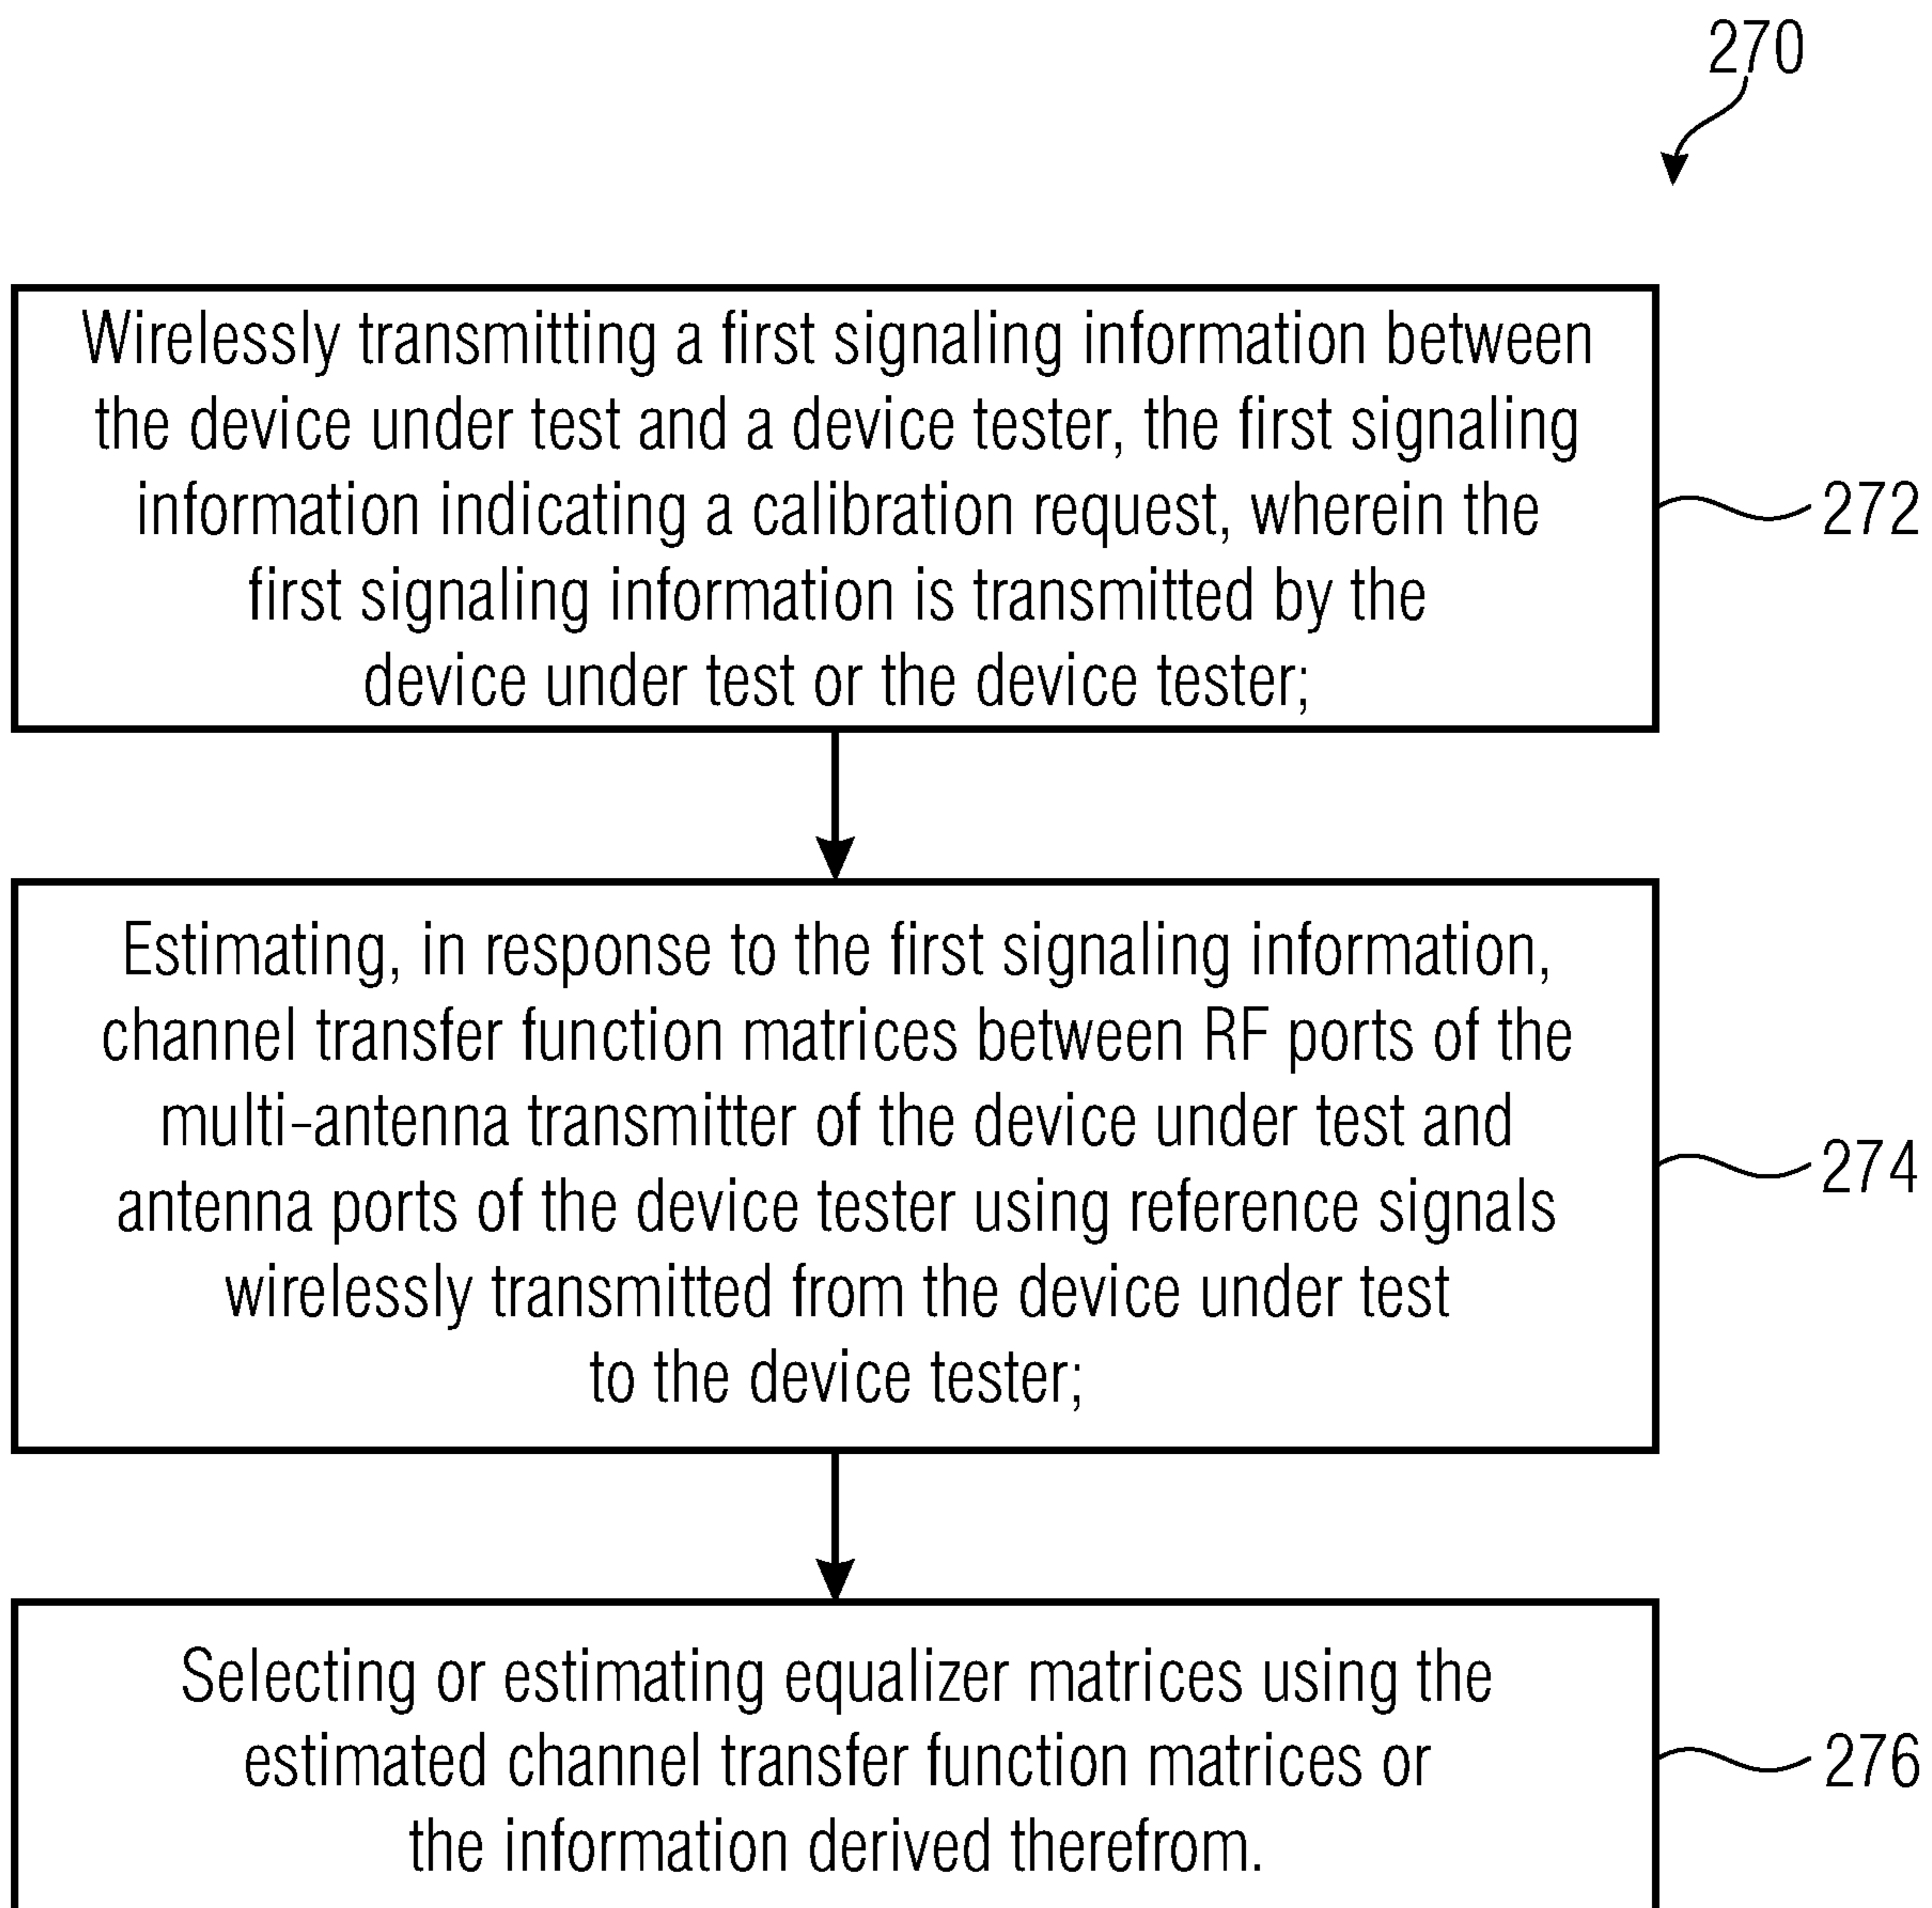 270
Wirelessly transmitting a first signaling information between
the device under test and a device tester, the first signaling
information indicating a calibration request, wherein the
first signaling information is transmitted by the
device under test or the device tester;
272
Estimating, in response to the first signaling information,
channel transfer function matrices between RF ports of the
multi-antenna transmitter of the device under test and
antenna ports of the device tester using reference signals
wirelessly transmitted from the device under test
to the device tester;
274
Selecting or estimating equalizer matrices using the
estimated channel transfer function matrices or
the information derived therefrom.
276